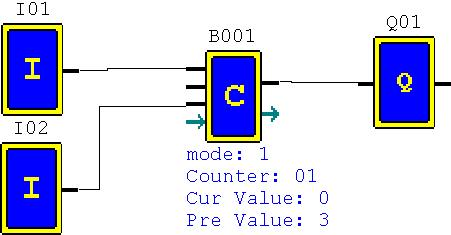 I01
B001
Q01
I
C
Q
I02
I
mode: 1
Counter: 01
Cur Value: 0
Pre Value: 3